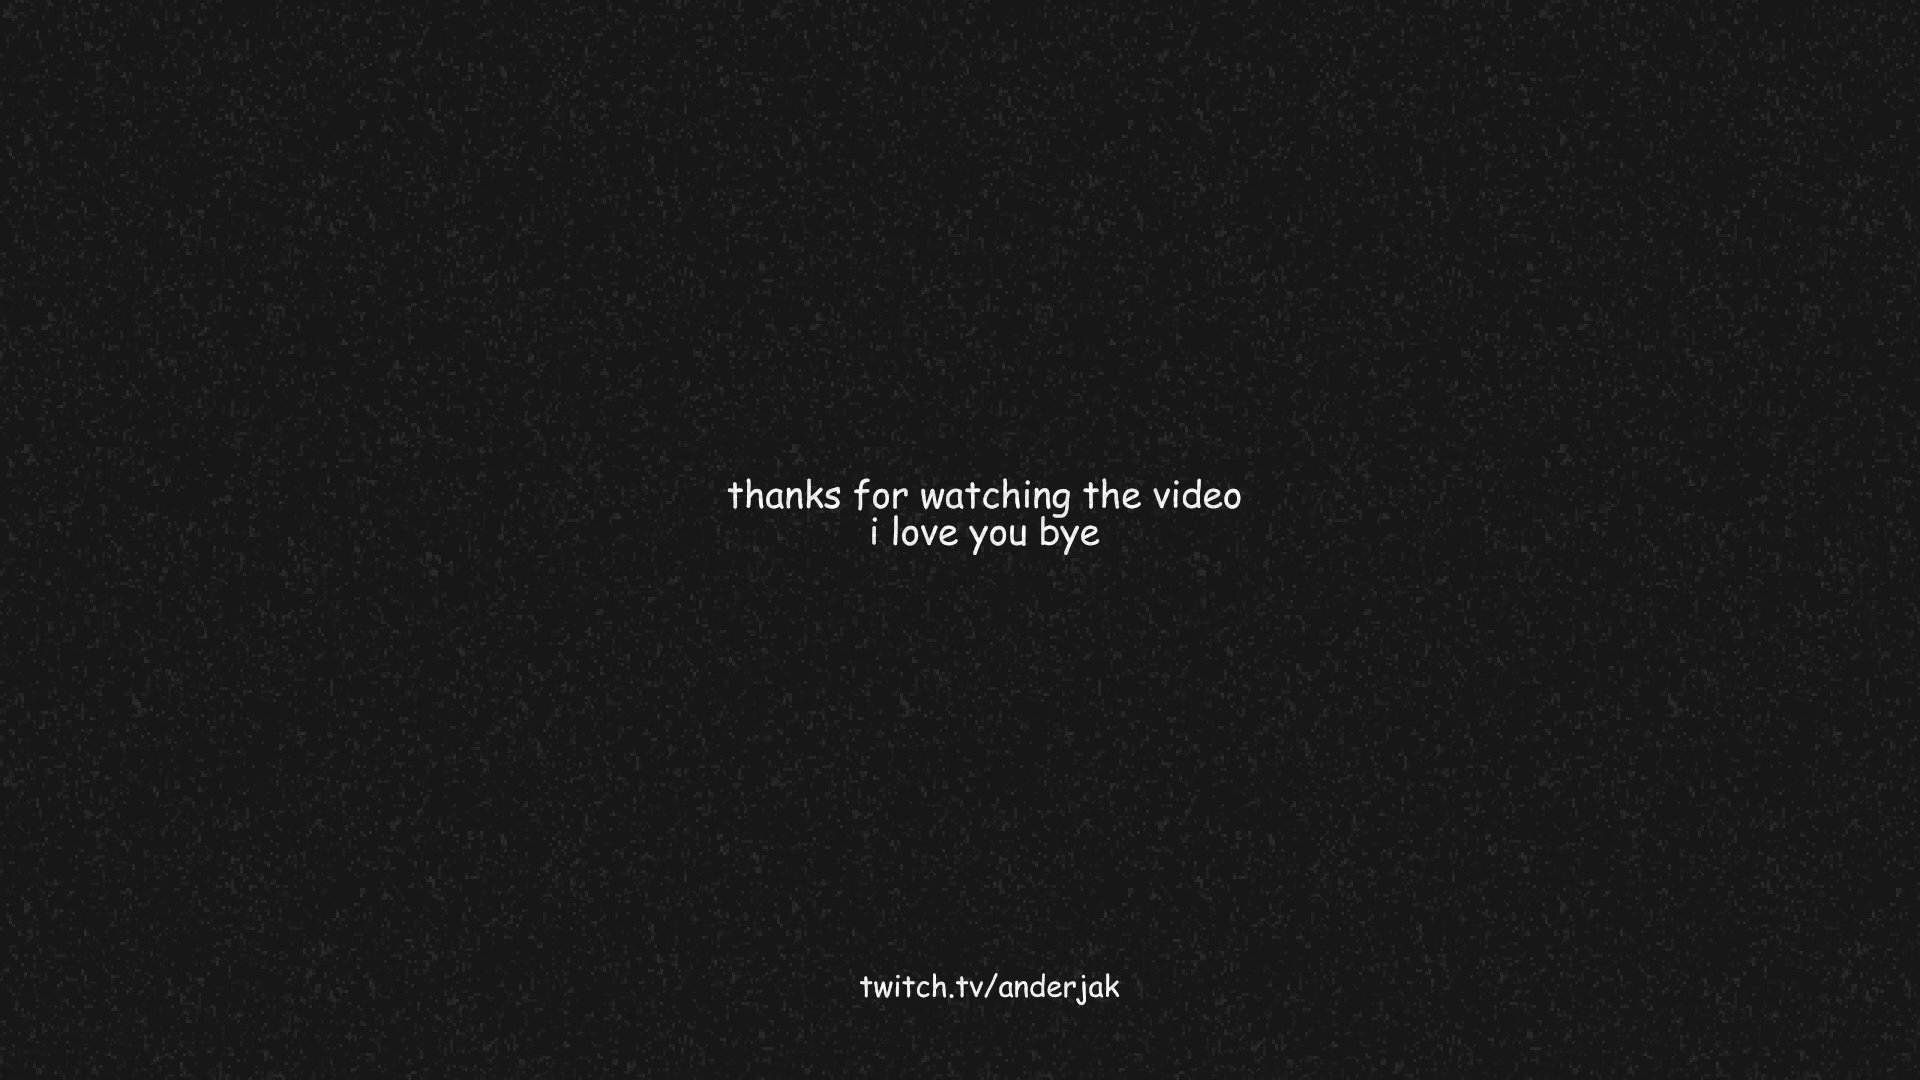 thanks for watching the video
i love you bye
twitch.tv/anderjak